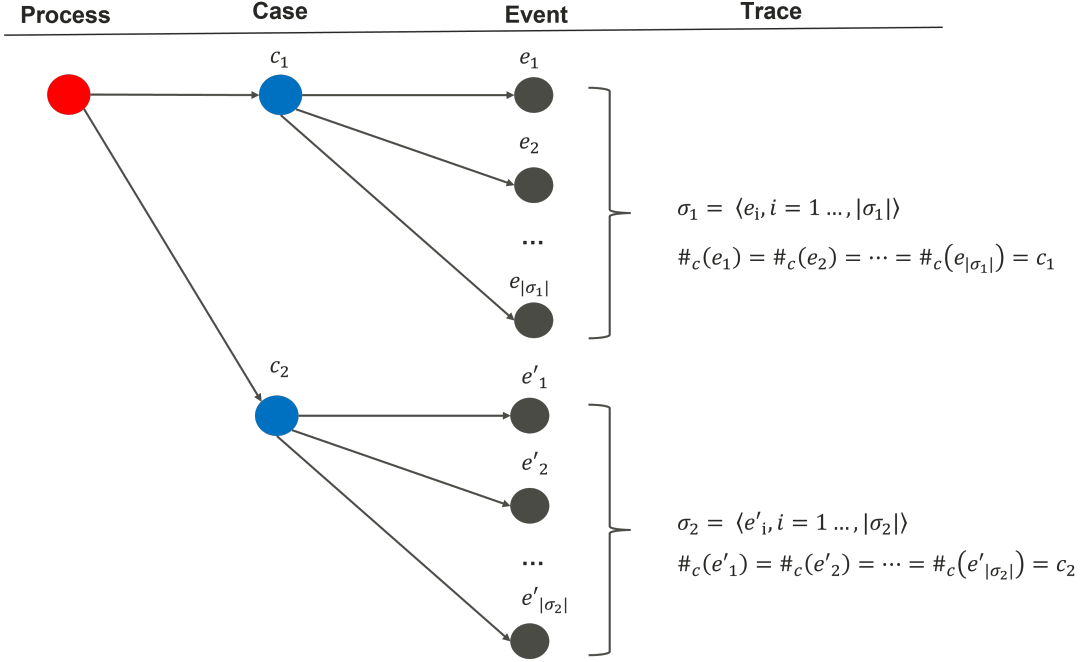 Process Case Event Trace
c₁ e₁
e₂
σ₁ = ⟨eᵢ, i = 1 …, |σ₁|⟩
...
#_c(e₁) = #_c(e₂) = ⋯ = #_c(e_|σ₁|) = c₁
e_|σ₁|
c₂ e′₁
e′₂
σ₂ = ⟨e′ᵢ, i = 1 …, |σ₂|⟩
...
#_c(e′₁) = #_c(e′₂) = ⋯ = #_c(e′_|σ₂|) = c₂
e′_|σ₂|